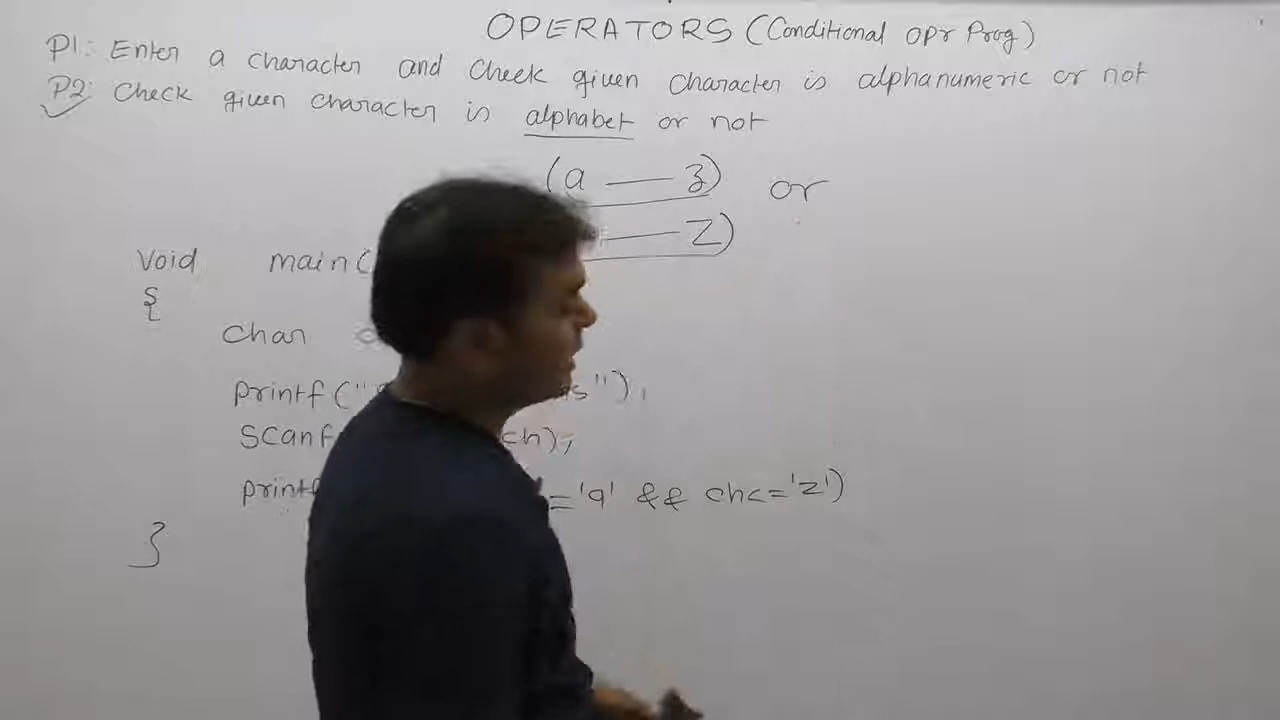 OPERATORS (Conditional opr Prog)
P1: Enter a character and check given character is alphanumeric or not
P2: Check given character is alphabet or not
(a — z) or
— Z)
void main(
{
char
printf (" s");
scanf ch);
printf ='a' && ch<='z')
}